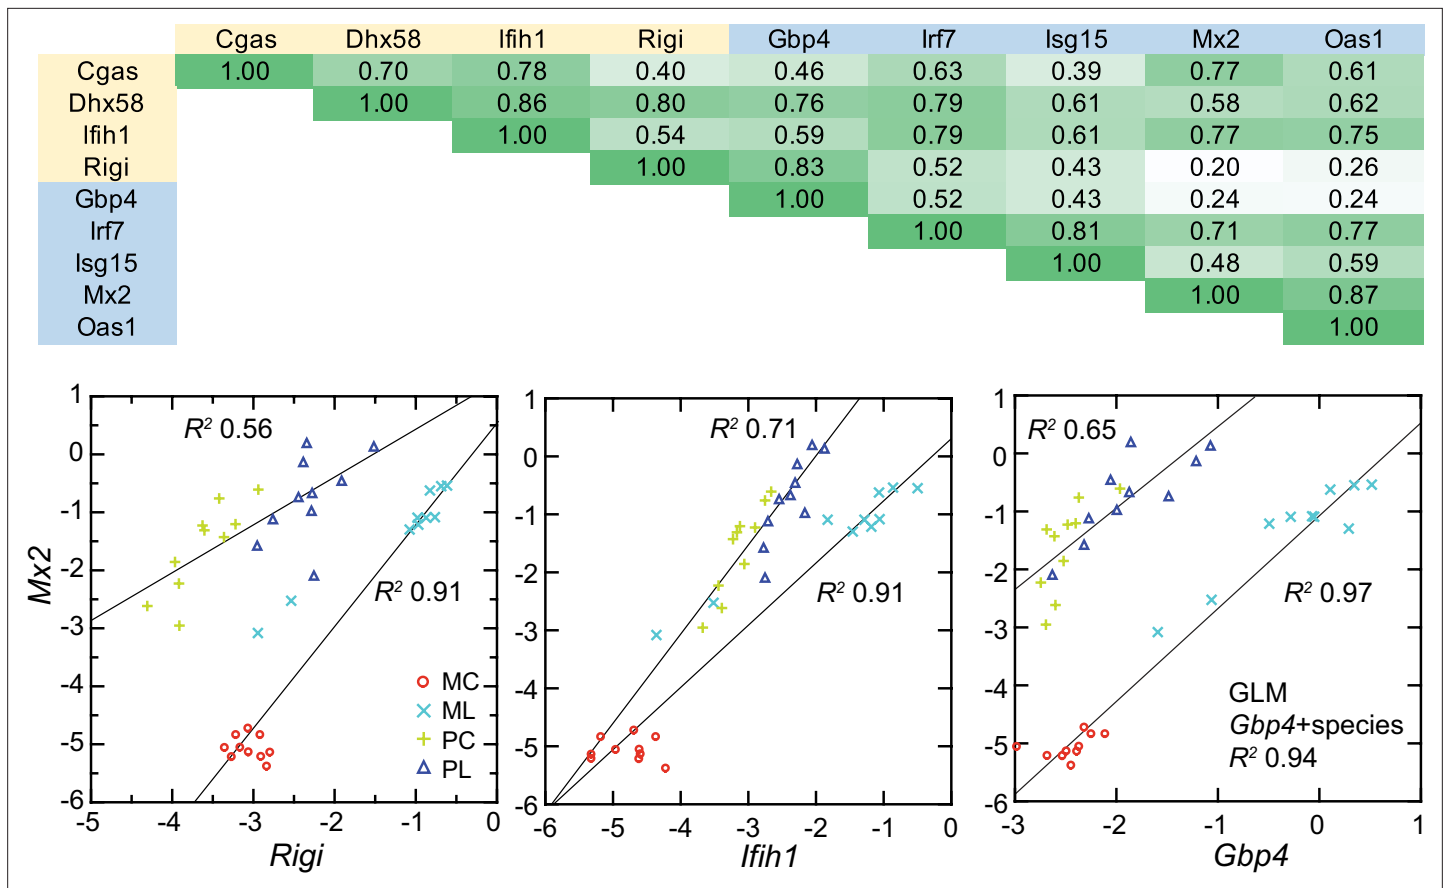 Cgas Dhx58 Ifih1 Rigi Gbp4 Irf7 Isg15 Mx2 Oas1
Cgas 1.00 0.70 0.78 0.40 0.46 0.63 0.39 0.77 0.61
Dhx58 1.00 0.86 0.80 0.76 0.79 0.61 0.58 0.62
Ifih1 1.00 0.54 0.59 0.79 0.61 0.77 0.75
Rigi 1.00 0.83 0.52 0.43 0.20 0.26
Gbp4 1.00 0.52 0.43 0.24 0.24
Irf7 1.00 0.81 0.71 0.77
Isg15 1.00 0.48 0.59
Mx2 1.00 0.87
Oas1 1.00
Mx2
1
0
-1
-2
-3
-4
-5
-6
R² 0.56
R² 0.91
MC
ML
PC
PL
-5 -4 -3 -2 -1 0
Rigi
1
0
-1
-2
-3
-4
-5
-6
R² 0.71
R² 0.91
-6 -5 -4 -3 -2 -1 0
Ifih1
1
0
-1
-2
-3
-4
-5
-6
R² 0.65
R² 0.97
GLM
Gbp4+species
R² 0.94
-3 -2 -1 0 1
Gbp4